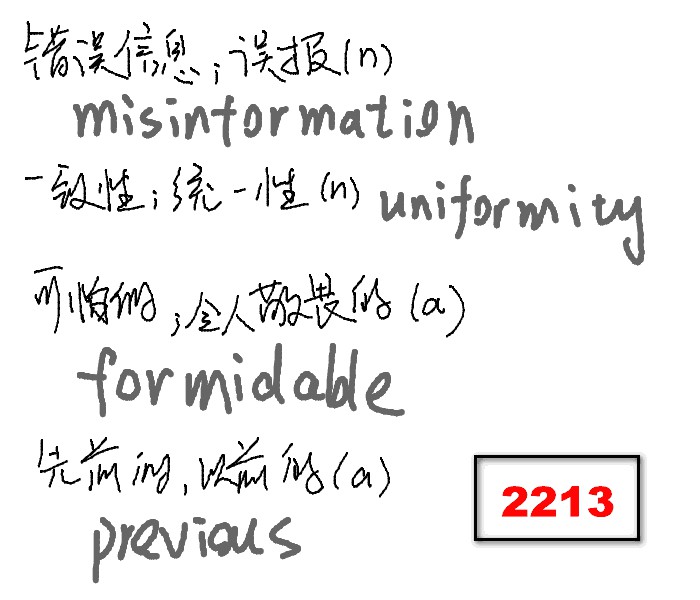 错误信息；误报(n)
misinformation
一致性；统一性(n) uniformity
可怕的；令人敬畏的(a)
formidable
先前的，以前的(a)
previous
2213